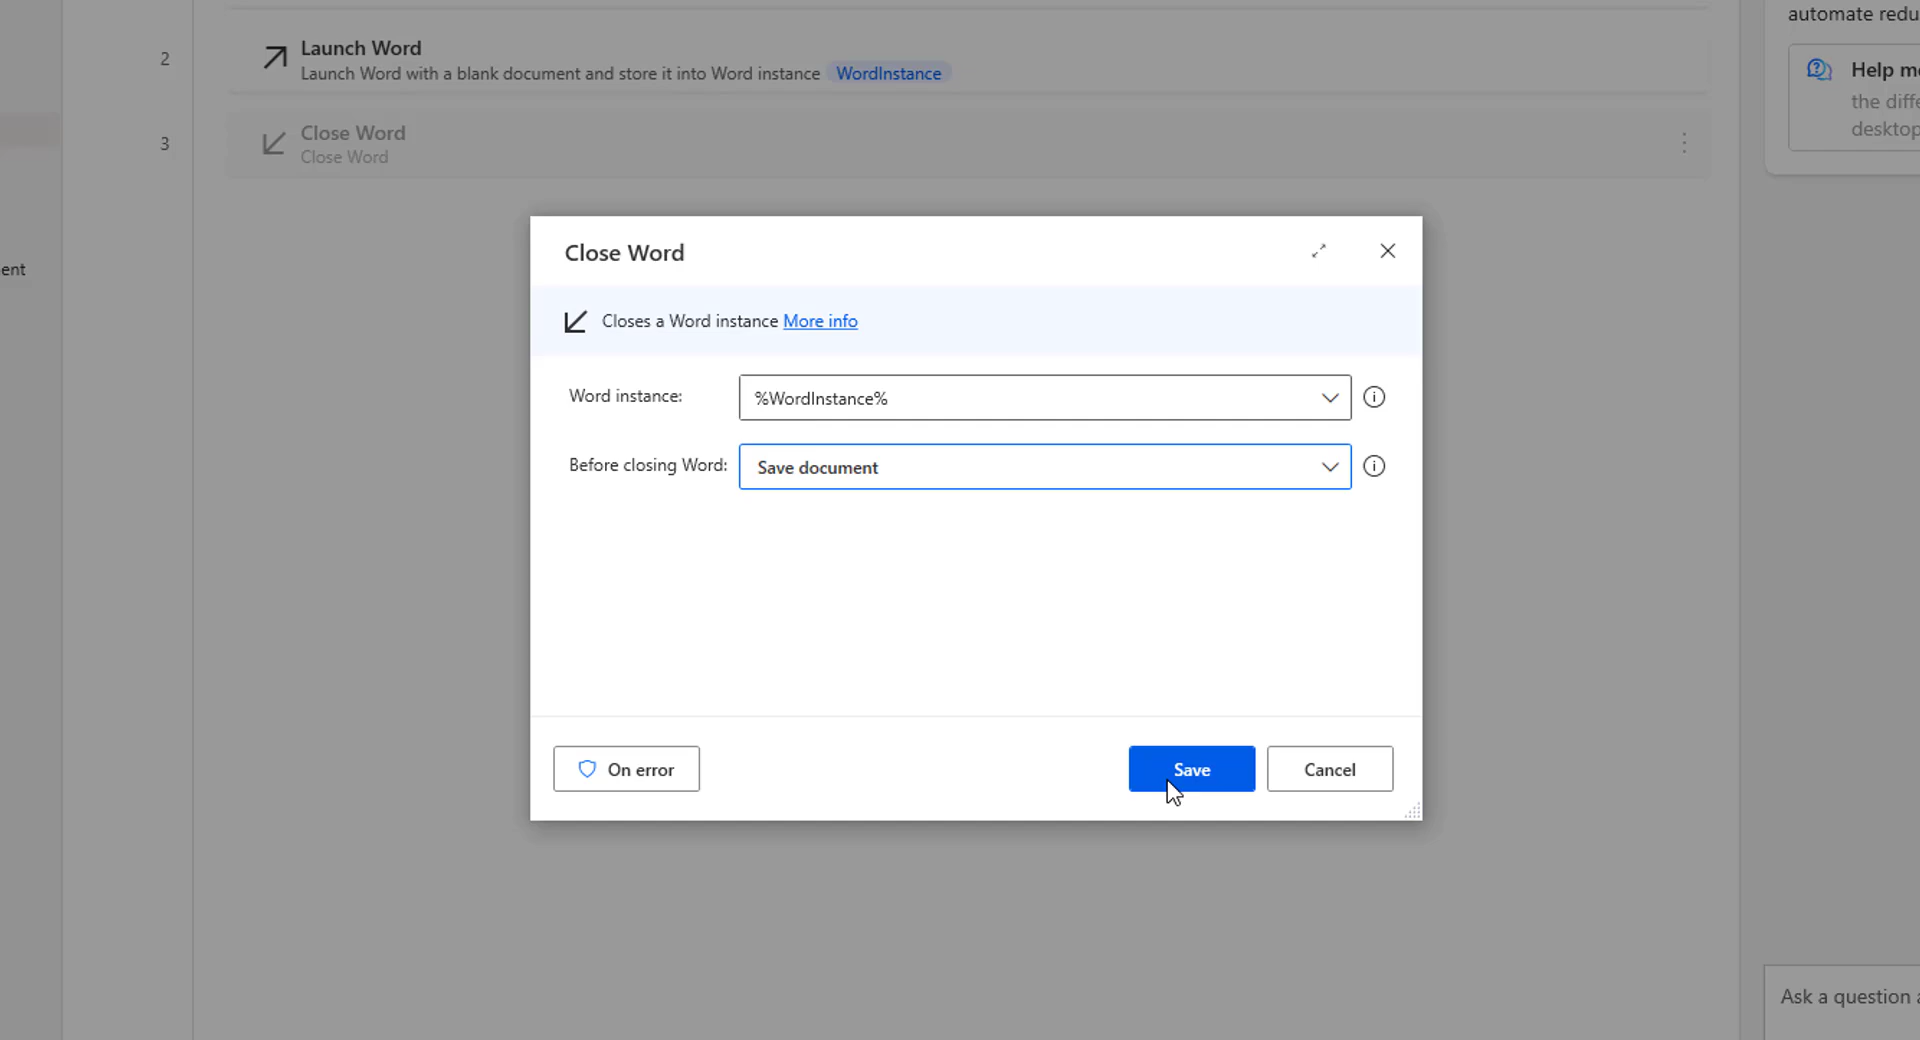 automate redu
2
Launch Word
Launch Word with a blank document and store it into Word instance WordInstance
Help me
the diffe
desktop
3
Close Word
Close Word
ent
Close Word
Closes a Word instance More info
Word instance: %WordInstance%
Before closing Word: Save document
On error
Save
Cancel
Ask a question a